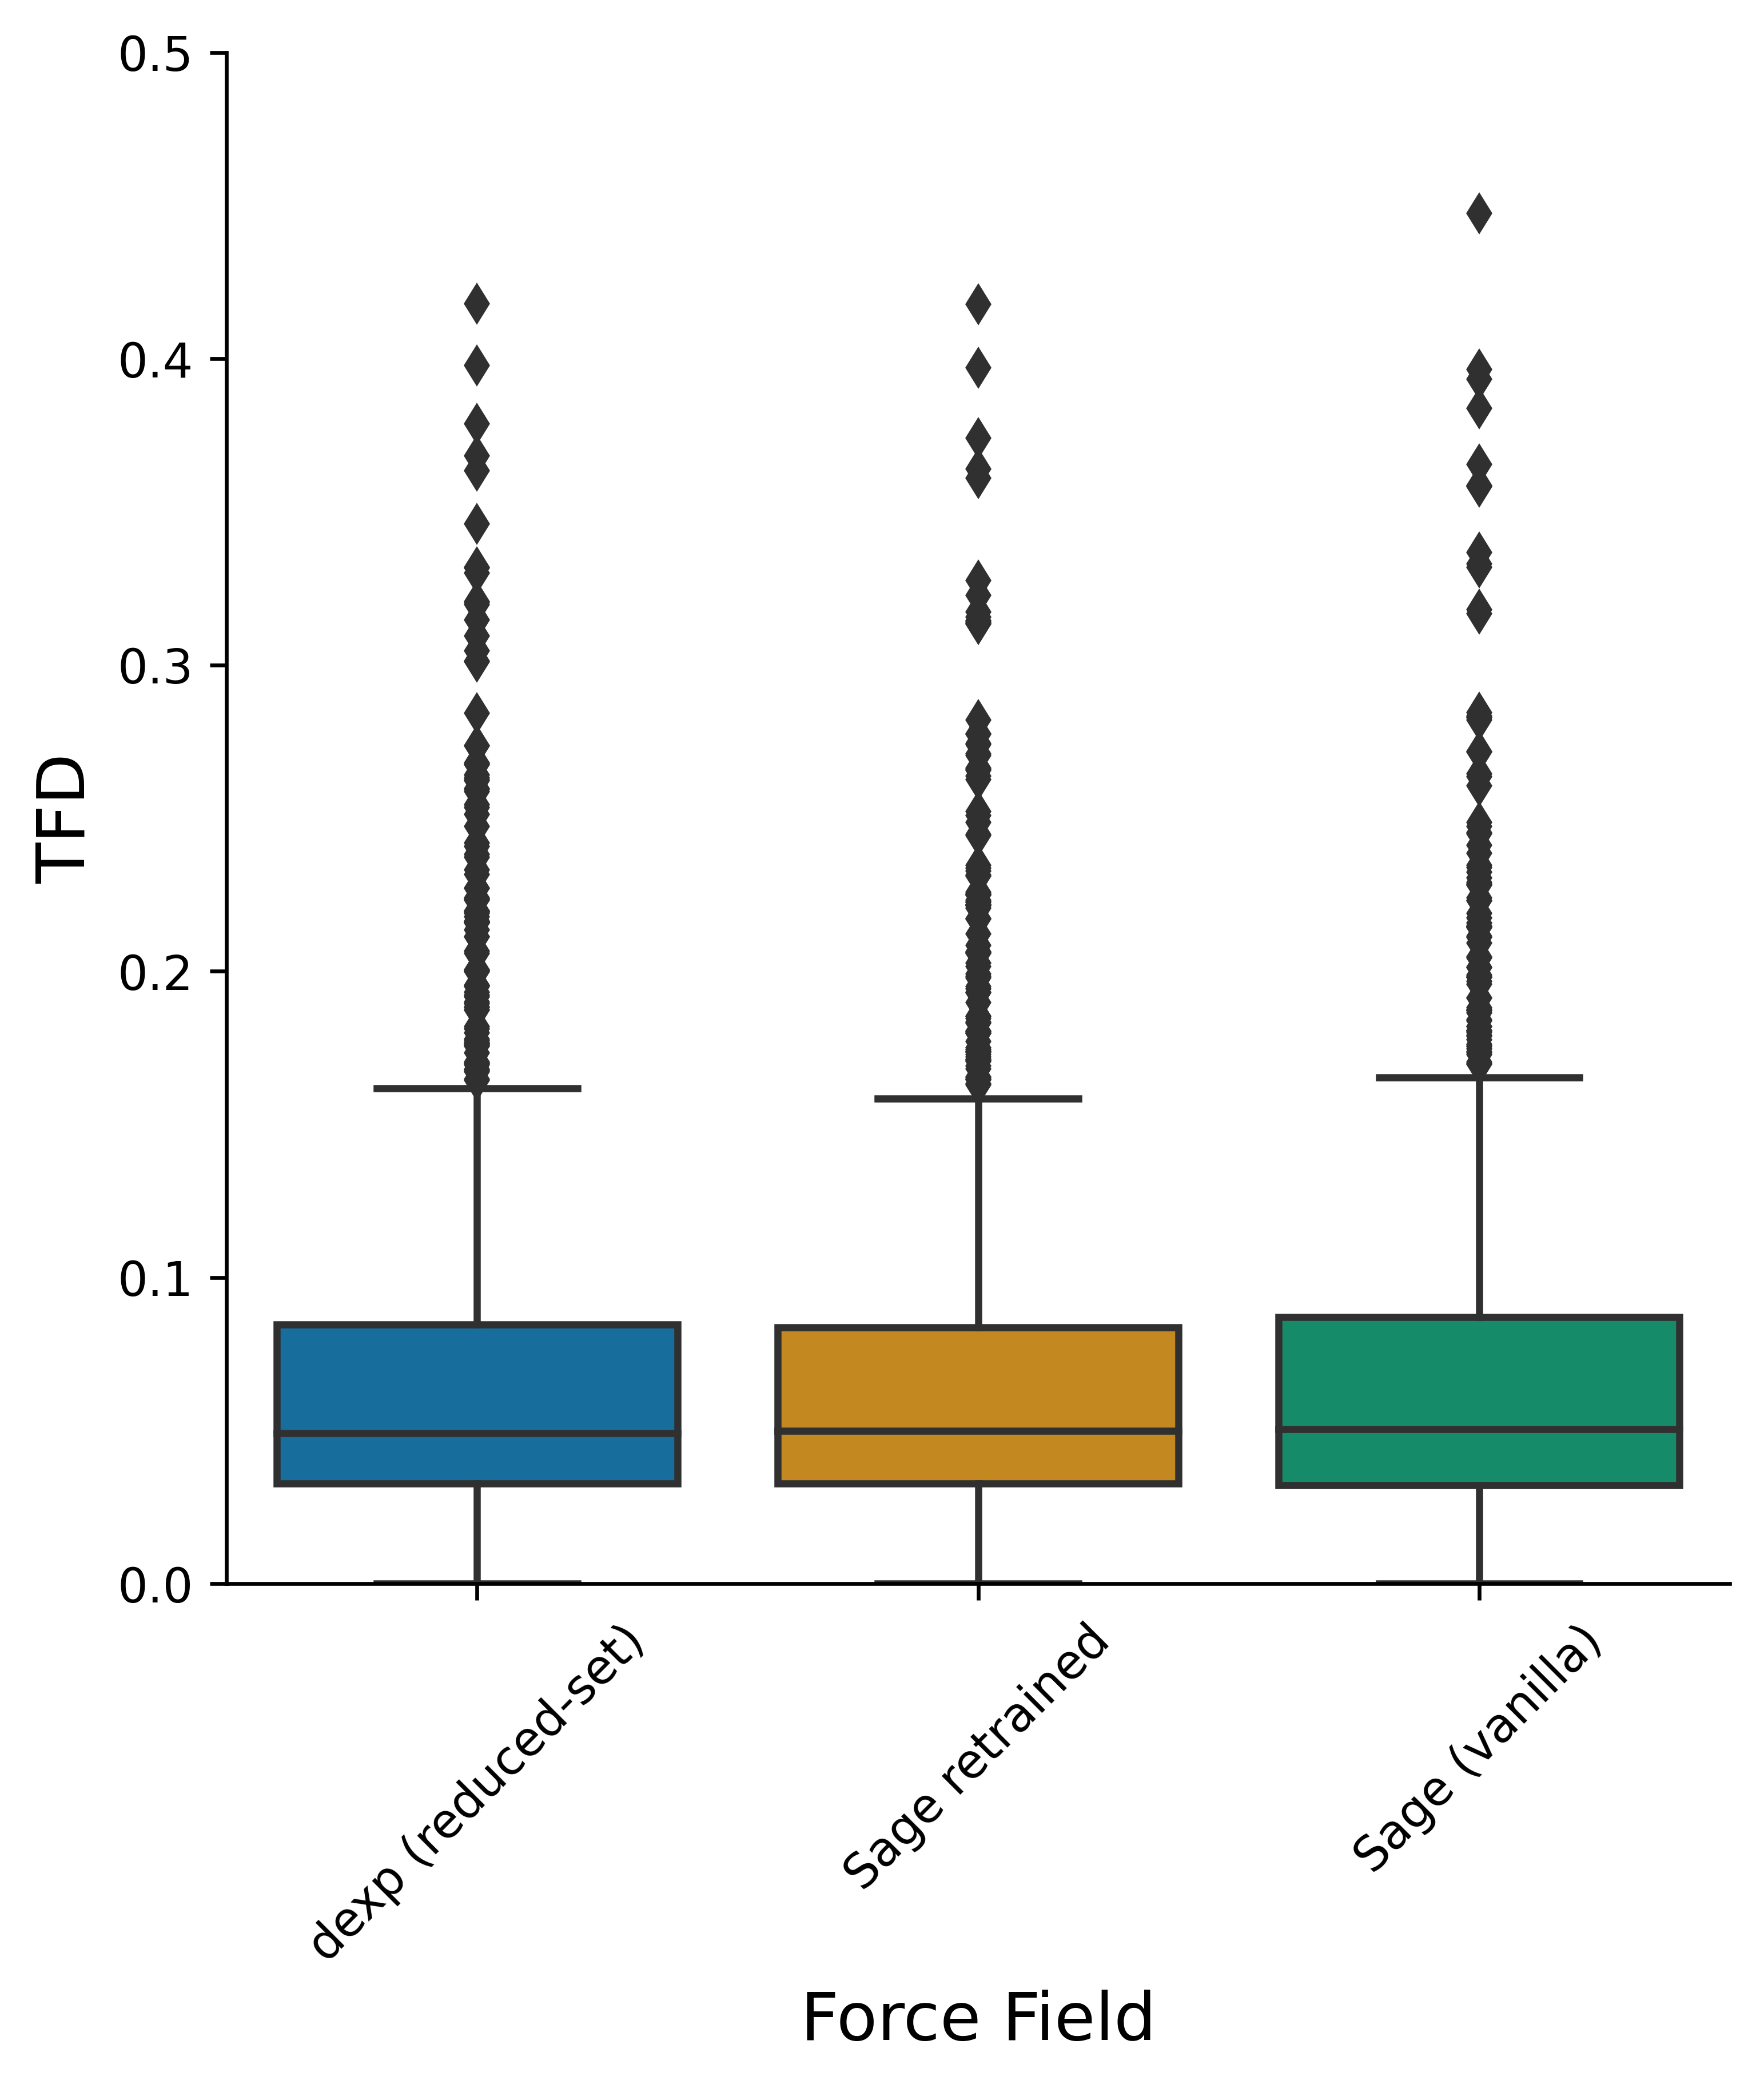 0.5
0.4
0.3
0.2
0.1
0.0
TFD
dexp (reduced-set)
Sage retrained
Sage (vanilla)
Force Field